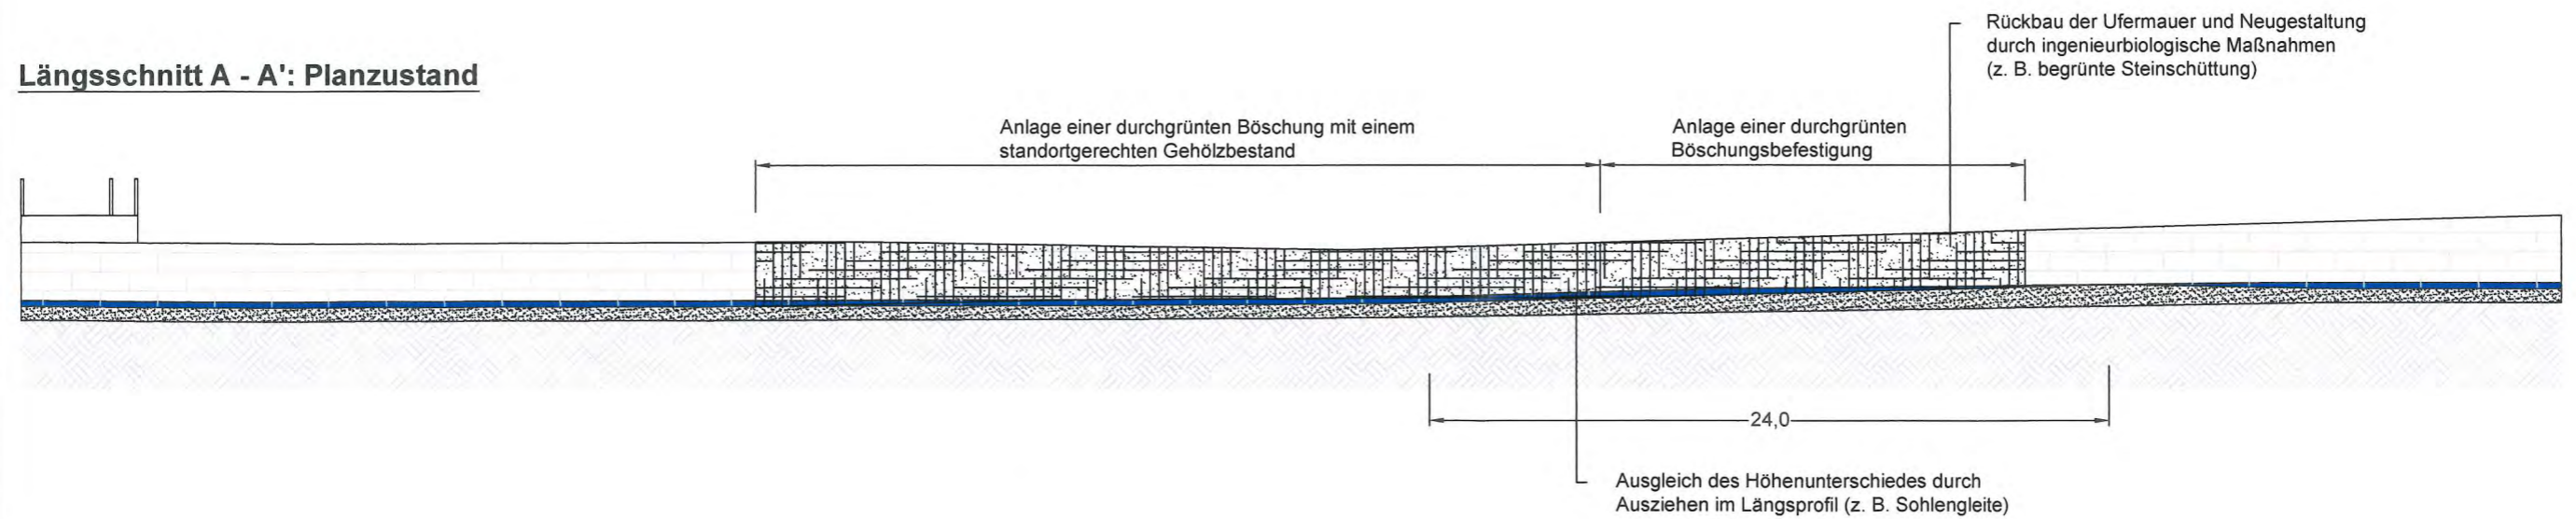 Rückbau der Ufermauer und Neugestaltung
durch ingenieurbiologische Maßnahmen
(z. B. begrünte Steinschüttung)
Längsschnitt A - A': Planzustand
Anlage einer durchgrünten Böschung mit einem
standortgerechten Gehölzbestand
Anlage einer durchgrünten
Böschungsbefestigung
24,0
Ausgleich des Höhenunterschiedes durch
Ausziehen im Längsprofil (z. B. Sohlengleite)